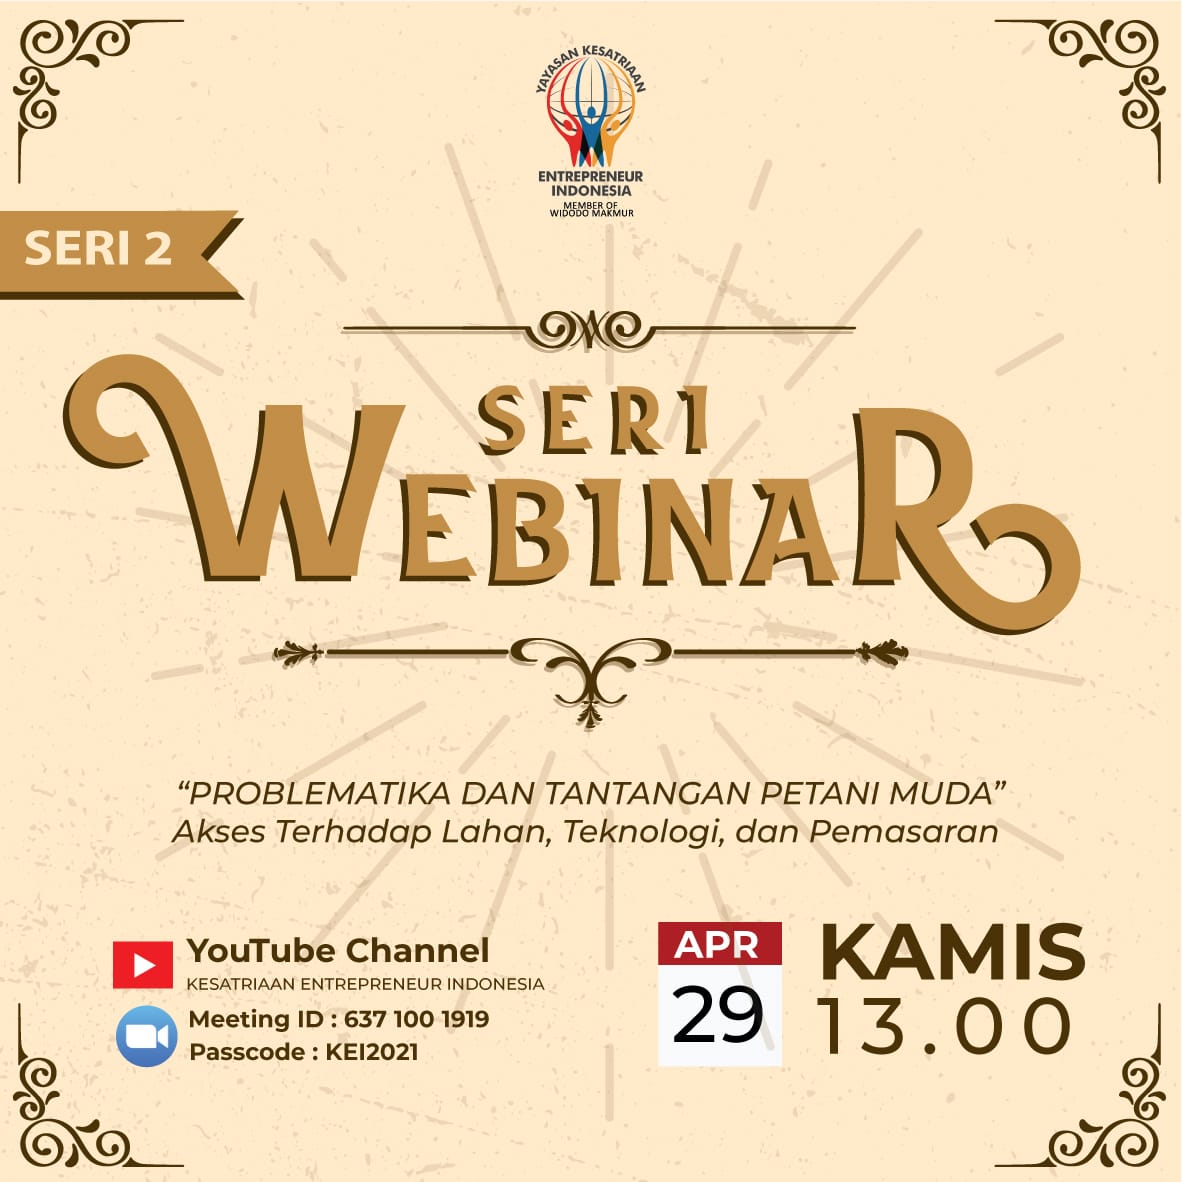 YAYASAN KESATRIAAN
ENTREPRENEUR
INDONESIA
MEMBER OF
WIDODO MAKMUR
SERI 2
SERI
WEBINAR
“PROBLEMATIKA DAN TANTANGAN PETANI MUDA”
Akses Terhadap Lahan, Teknologi, dan Pemasaran
YouTube Channel
KESATRIAAN ENTREPRENEUR INDONESIA
Meeting ID : 637 100 1919
Passcode : KEI2021
APR
29
KAMIS
13.00